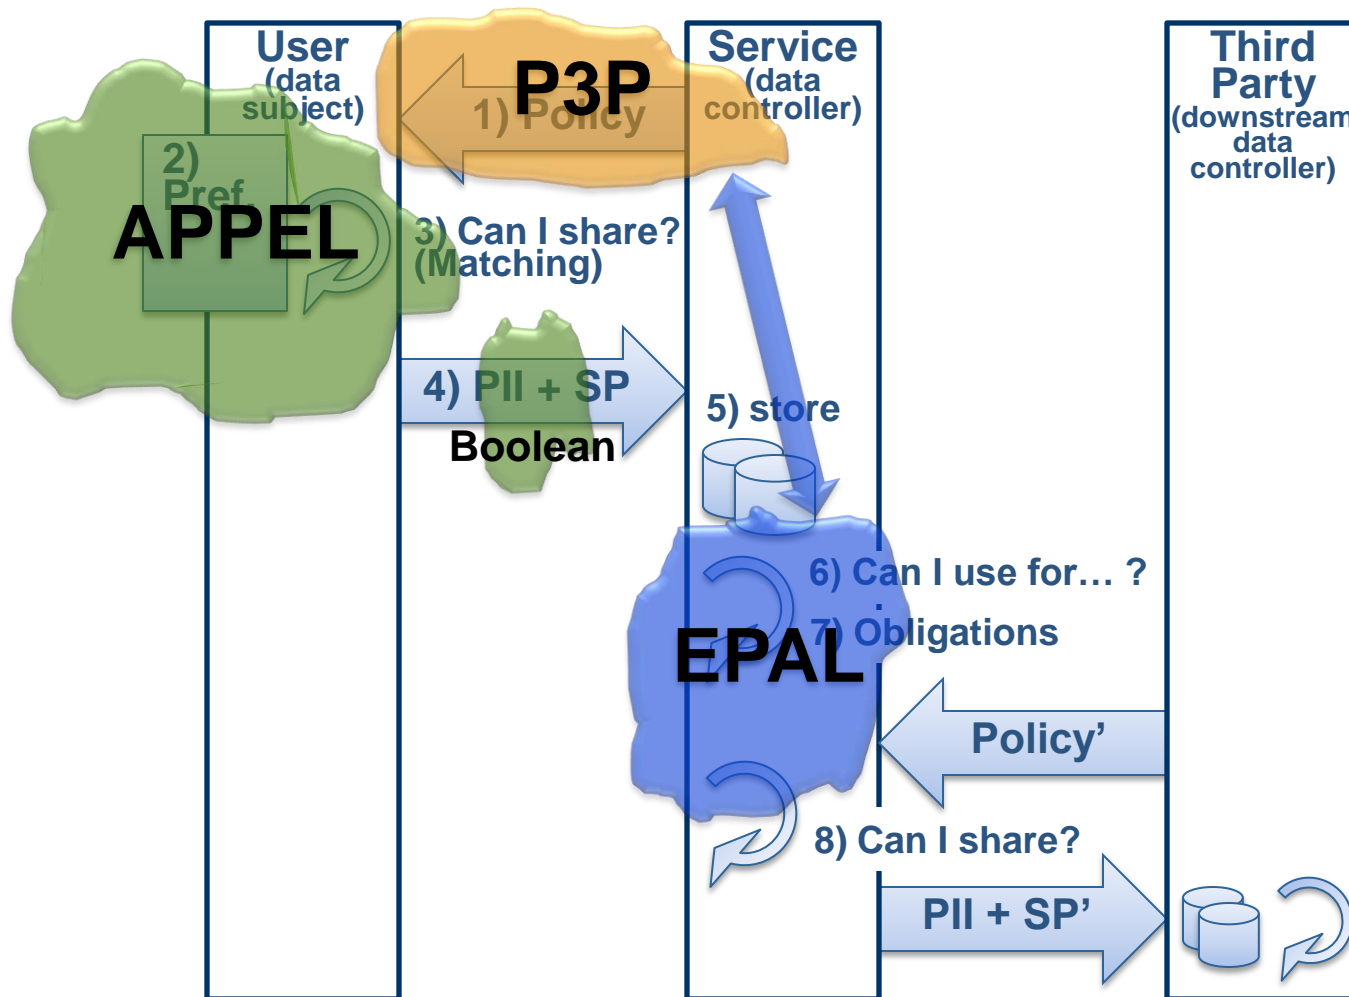 User
(data
subject)
P3P
1) Policy
Service
(data
controller)
Third
Party
(downstream
data
controller)
2)
Pref.
APPEL
3) Can I share?
(Matching)
4) PII + SP
Boolean
5) store
6) Can I use for… ?
7) Obligations
EPAL
Policy’
8) Can I share?
PII + SP’